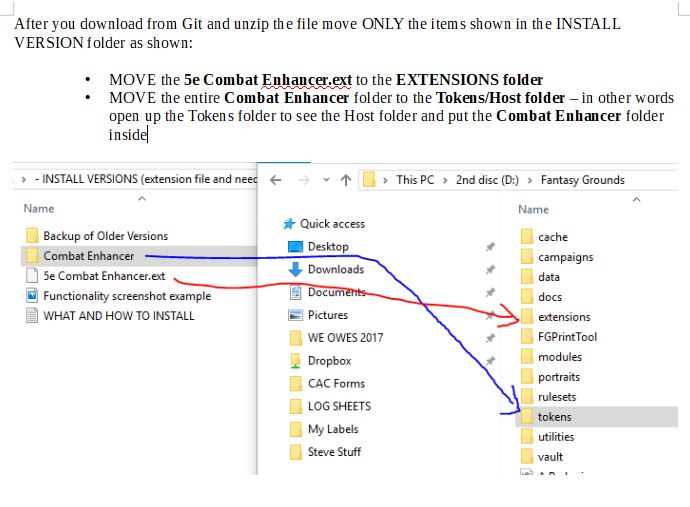 After you download from Git and unzip the file move ONLY the items shown in the INSTALL
VERSION folder as shown:
• MOVE the 5e Combat Enhancer.ext to the EXTENSIONS folder
• MOVE the entire Combat Enhancer folder to the Tokens/Host folder – in other words
open up the Tokens folder to see the Host folder and put the Combat Enhancer folder
inside
- INSTALL VERSIONS (extension file and need
Name
Backup of Older Versions
Combat Enhancer
5e Combat Enhancer.ext
Functionality screenshot example
WHAT AND HOW TO INSTALL
This PC > 2nd disc (D:) > Fantasy Grounds
Quick access
Desktop
Downloads
Documents
Pictures
WE OWES 2017
Dropbox
CAC Forms
LOG SHEETS
My Labels
Steve Stuff
Name
cache
campaigns
data
docs
extensions
FGPrintTool
modules
portraits
rulesets
tokens
utilities
vault